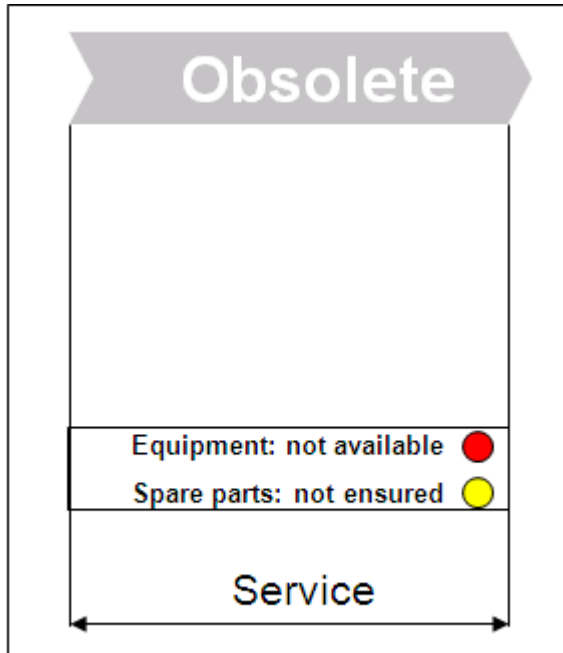 Obsolete
Equipment: not available
Spare parts: not ensured
Service